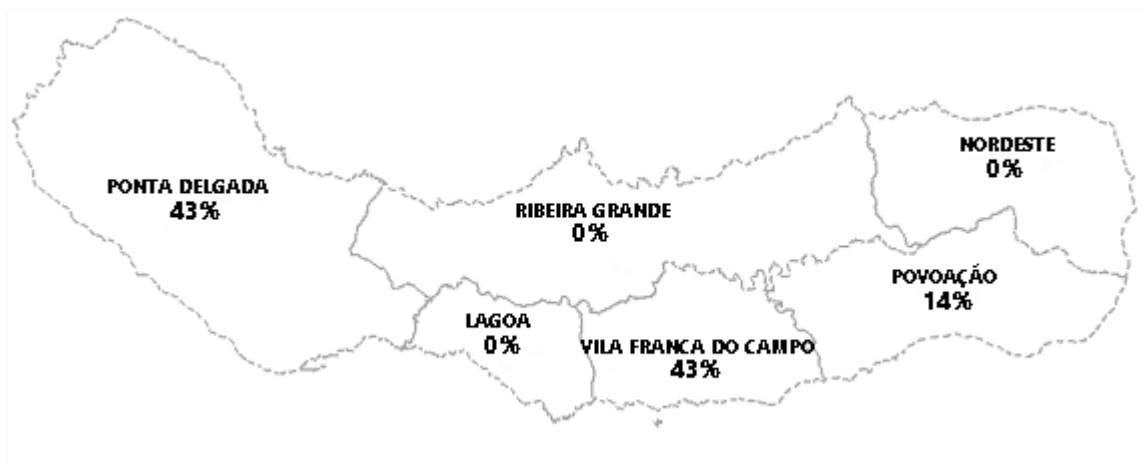 NORDESTE
0%
PONTA DELGADA
43%
RIBEIRA GRANDE
0%
POVOAÇÃO
14%
LAGOA
0%
VILA FRANCA DO CAMPO
43%